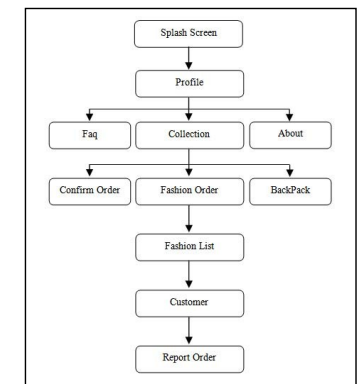 Splash Screen
Profile
Faq
Collection
About
Confirm Order
Fashion Order
BackPack
Fashion List
Customer
Report Order